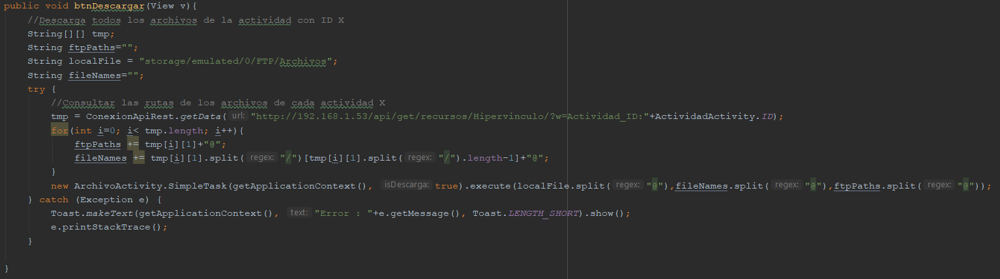 public void btnDescargar(View v){
//Descarga todos los archivos de la actividad con ID X
String[][] tmp;
String ftpPaths="";
String localFile = "storage/emulated/0/FTP/Archivos";
String fileNames="";
try {
//Consultar las rutas de los archivos de cada actividad X
tmp = ConexionApiRest.getData( url: "http://192.168.1.53/api/get/recursos/Hipervinculo/?w=Actividad_ID:"+ActividadActivity.ID);
for(int i=0; i< tmp.length; i++){
ftpPaths += tmp[i][1]+"@";
fileNames += tmp[i][1].split( regex: "/")[tmp[i][1].split( regex: "/").length-1]+"@";
}
new ArchivoActivity.SimpleTask(getApplicationContext(), isDescarga: true).execute(localFile.split( regex: "@"),fileNames.split( regex: "@"),ftpPaths.split( regex: "@"));
} catch (Exception e) {
Toast.makeText(getApplicationContext(), text: "Error : "+e.getMessage(), Toast.LENGTH_SHORT).show();
e.printStackTrace();
}
}